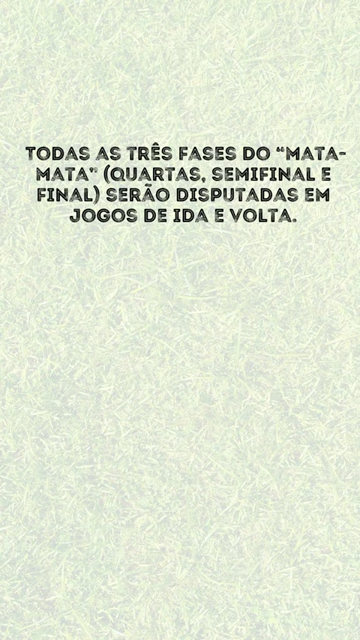 TODAS AS TRÊS FASES DO “MATA-
MATA” (QUARTAS, SEMIFINAL E
FINAL) SERÃO DISPUTADAS EM
JOGOS DE IDA E VOLTA.